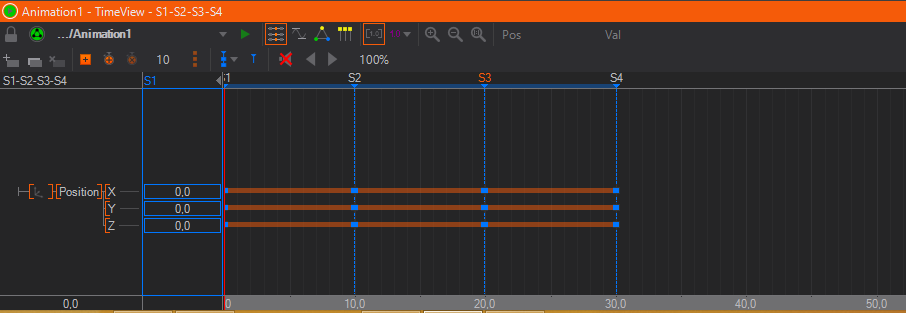 Animation1 - TimeView - S1-S2-S3-S4
.../Animation1
Pos
Val
10
100%
S1-S2-S3-S4
S1
S2
S3
S4
Position
X
0,0
Y
0,0
Z
0,0
0,0
0
10,0
20,0
30,0
40,0
50,0